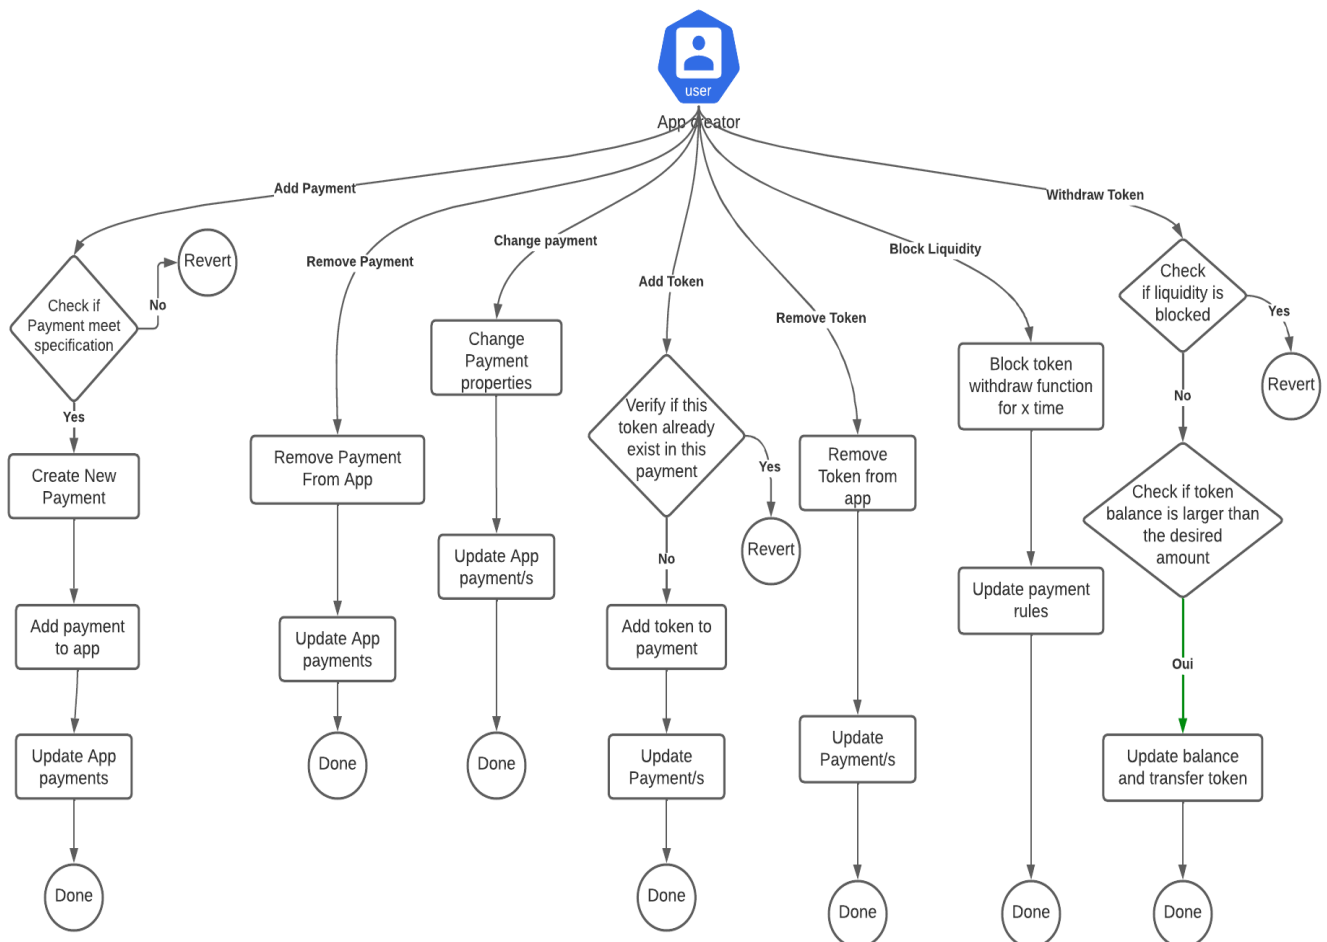 user
App creator
Add Payment
Remove Payment
Change payment
Add Token
Remove Token
Block Liquidity
Withdraw Token
Check if
Payment meet
specification
No
Revert
Yes
Create New
Payment
Add payment
to app
Update App
payments
Done
Remove Payment
From App
Update App
payments
Done
Change
Payment
properties
Update App
payment/s
Done
Verify if this
token already
exist in this
payment
Yes
Revert
No
Add token to
payment
Update
Payment/s
Done
Remove
Token from
app
Update
Payment/s
Done
Block token
withdraw function
for x time
Update payment
rules
Done
Check
if liquidity is
blocked
Yes
Revert
No
Check if token
balance is larger than
the desired
amount
Oui
Update balance
and transfer token
Done